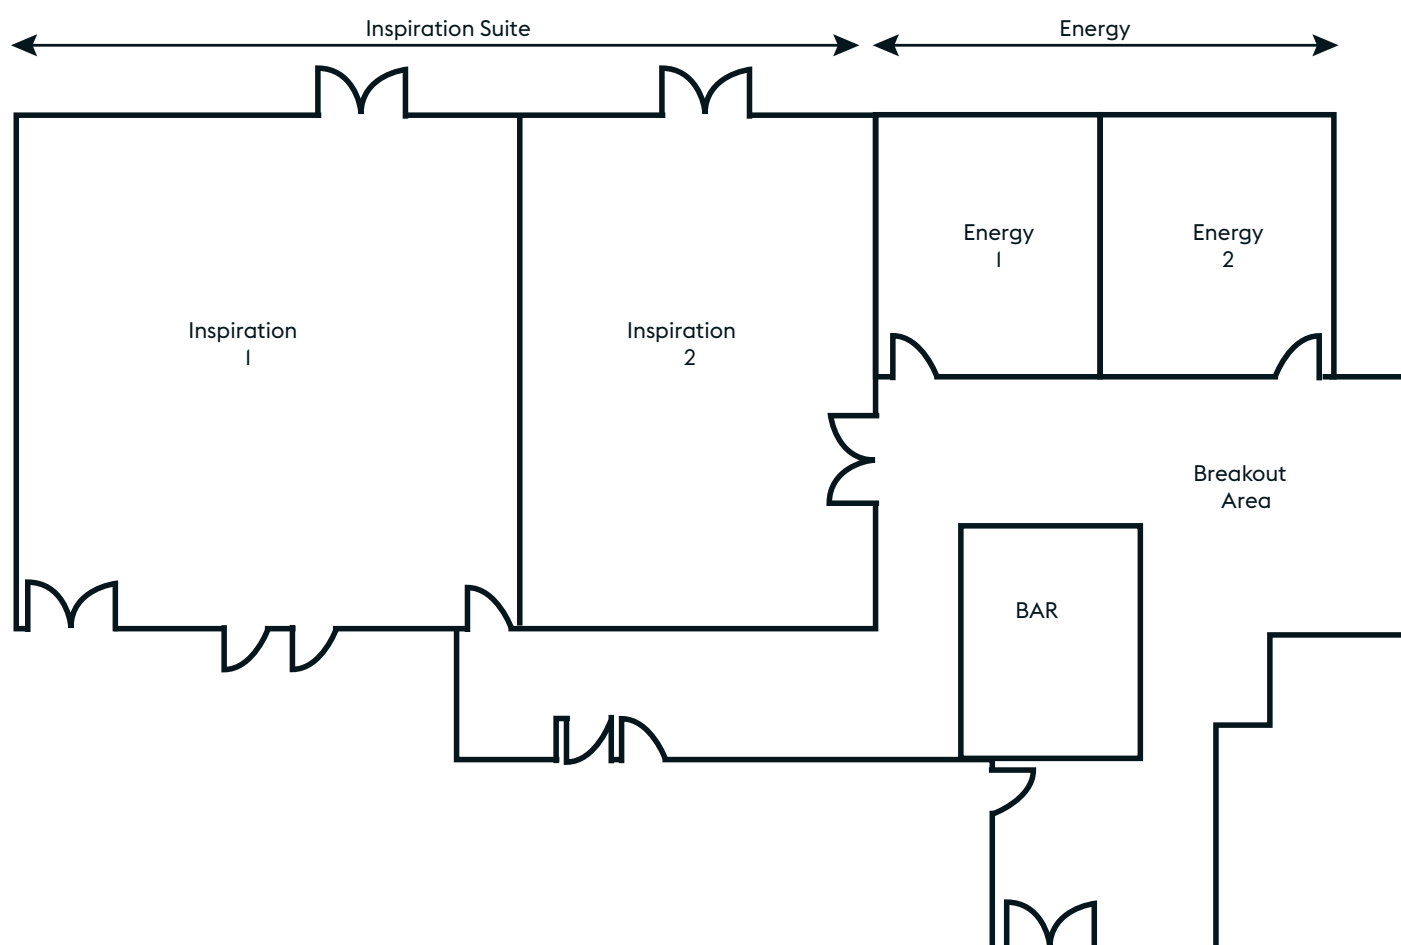 Inspiration Suite
Energy
Inspiration
1
Inspiration
2
Energy
1
Energy
2
Breakout
Area
BAR